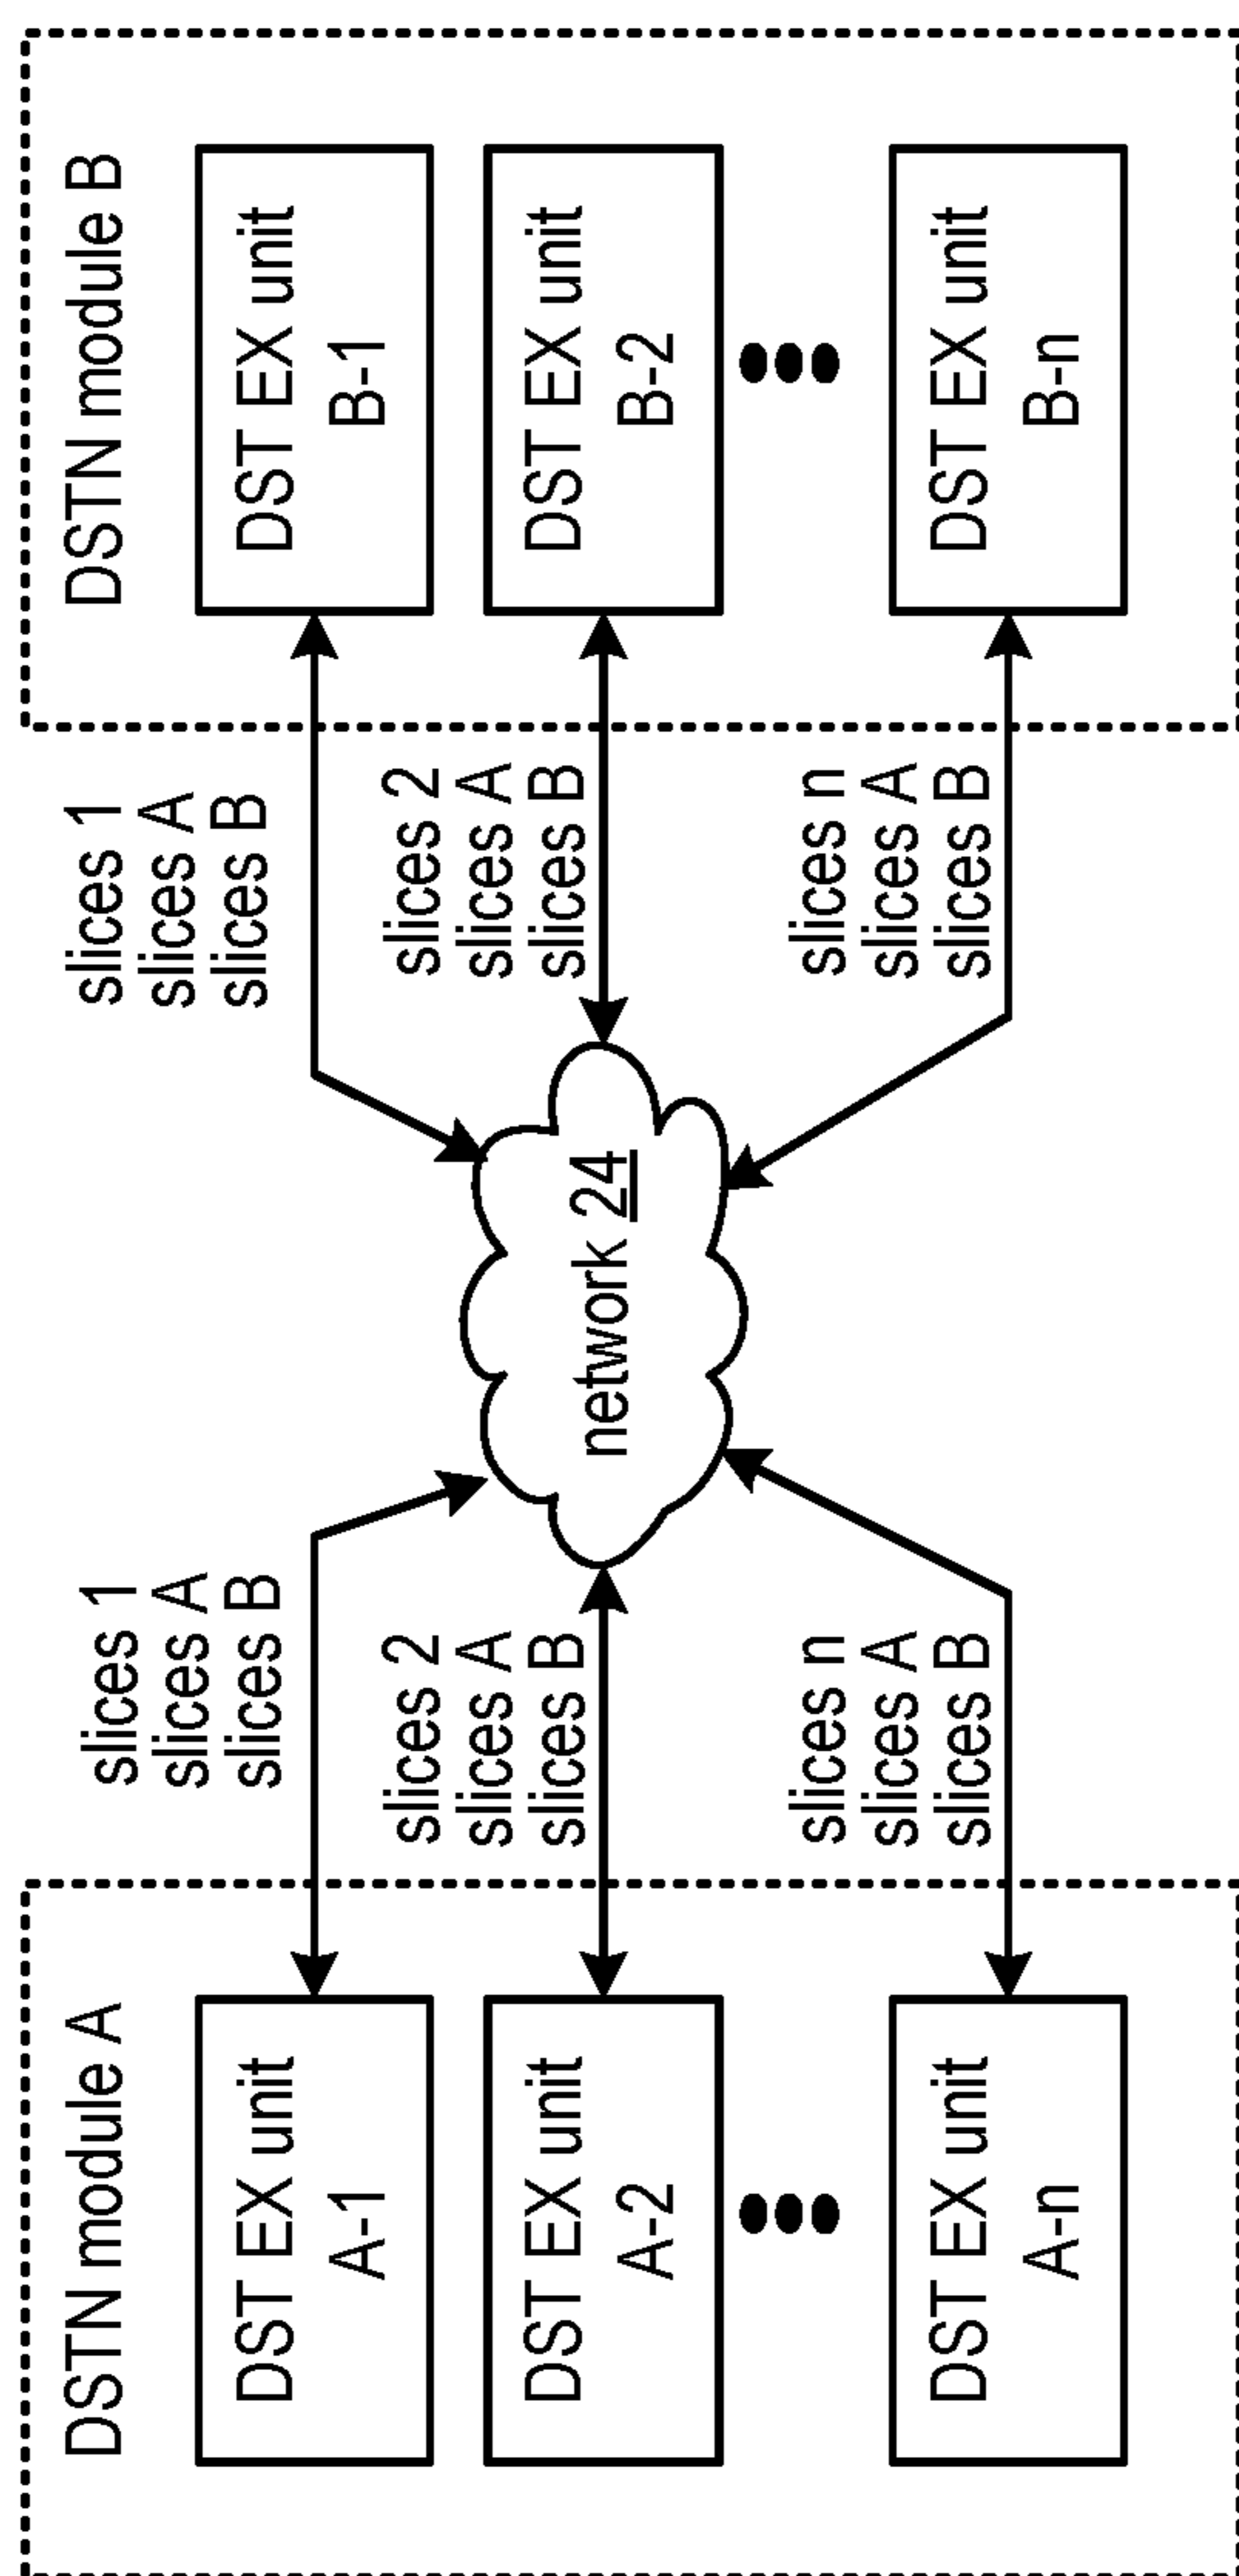 DSTN module A
DST EX unit
A-1
DST EX unit
A-2
DST EX unit
A-n
slices 1
slices A
slices B
slices 2
slices A
slices B
slices n
slices A
slices B
network 24
slices 1
slices A
slices B
slices 2
slices A
slices B
slices n
slices A
slices B
DSTN module B
DST EX unit
B-1
DST EX unit
B-2
DST EX unit
B-n